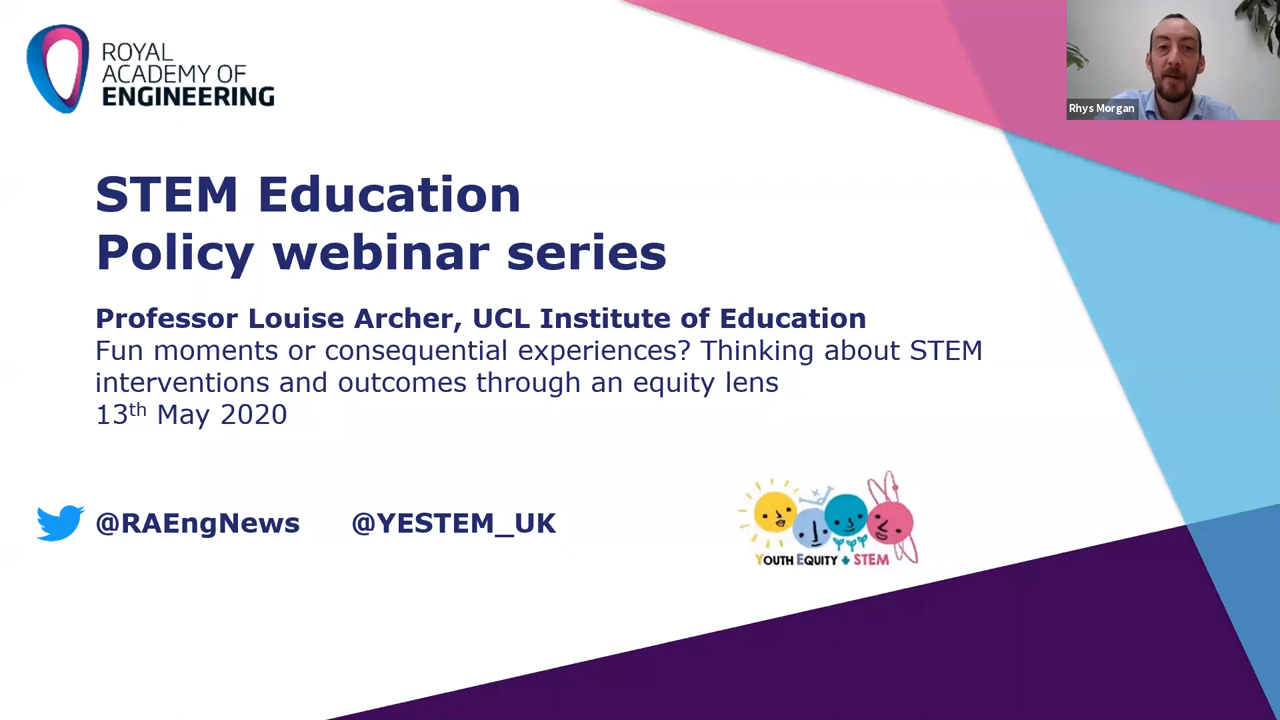 ROYAL
ACADEMY OF
ENGINEERING
Rhys Morgan
STEM Education
Policy webinar series
Professor Louise Archer, UCL Institute of Education
Fun moments or consequential experiences? Thinking about STEM
interventions and outcomes through an equity lens
13th May 2020
@RAEngNews @YESTEM_UK
YOUTH EQUITY + STEM